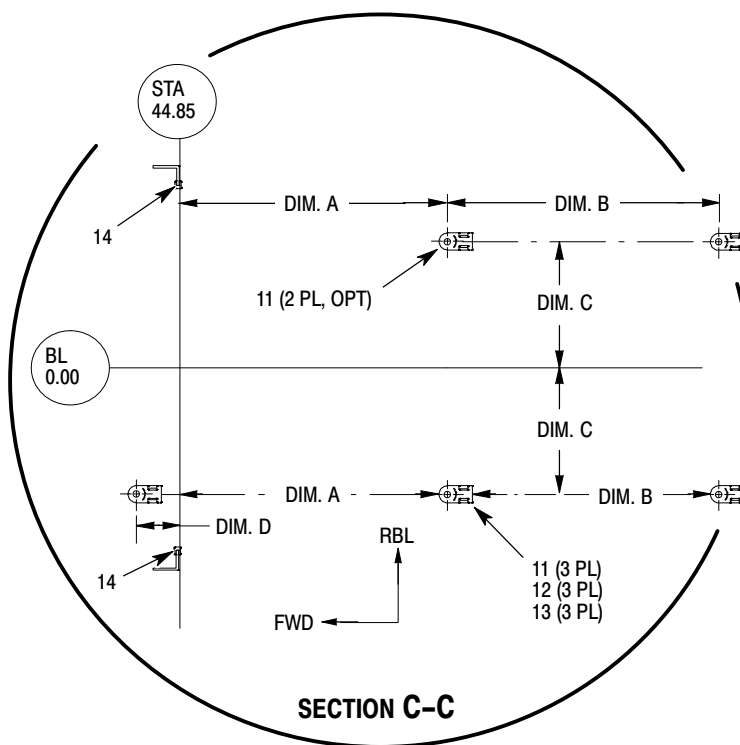 STA
44.85
DIM. A
DIM. B
14
11 (2 PL, OPT)
DIM. C
BL
0.00
DIM. C
DIM. A
DIM. B
DIM. D
RBL
14
11 (3 PL)
12 (3 PL)
13 (3 PL)
FWD
SECTION C-C